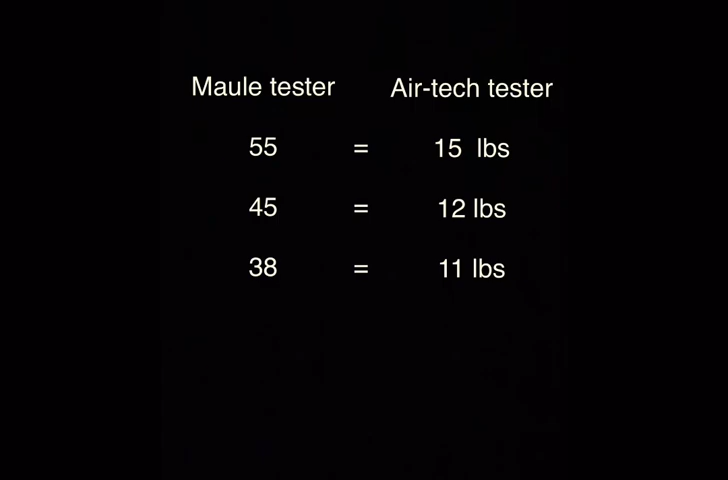 Maule tester Air-tech tester
55 = 15 lbs
45 = 12 lbs
38 = 11 lbs